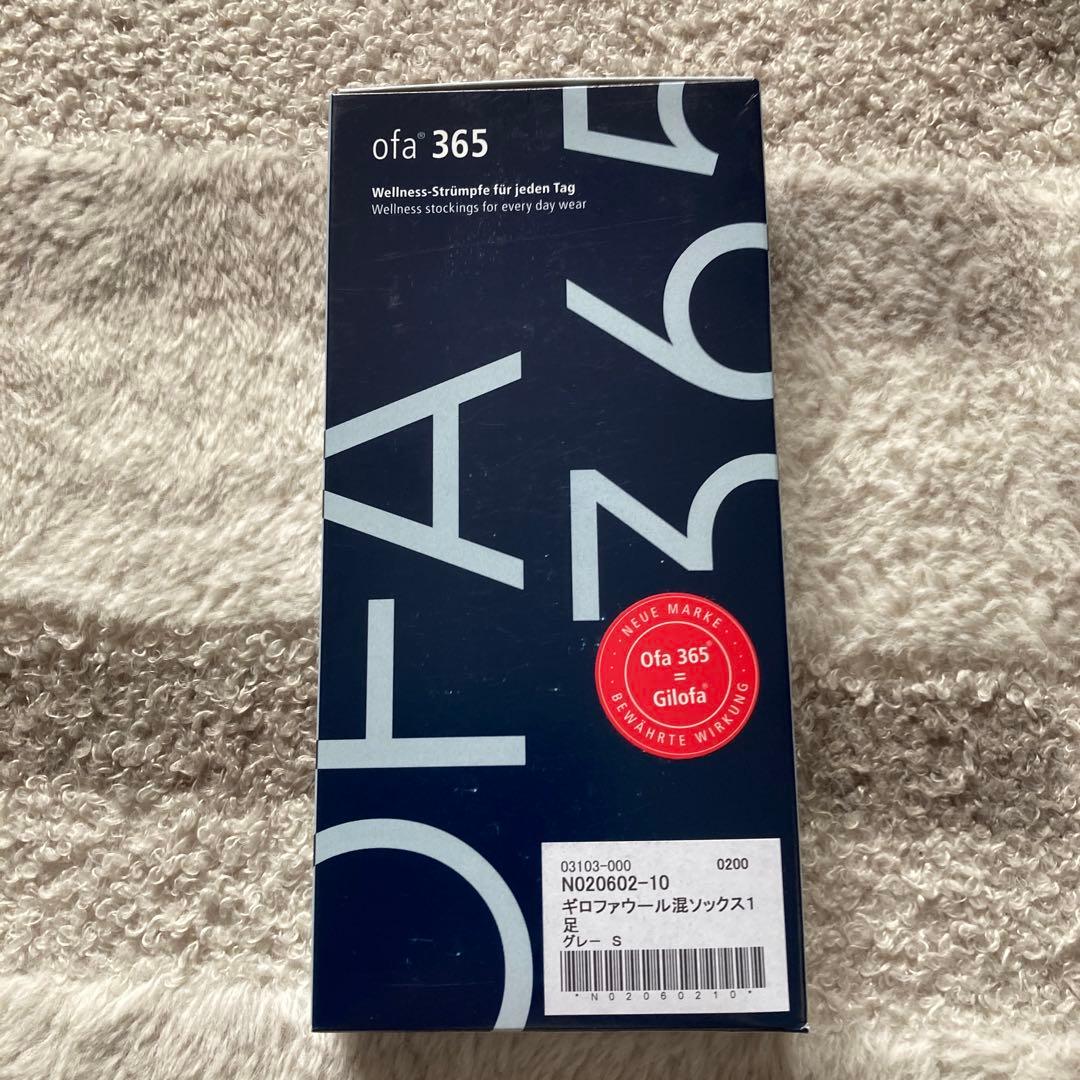 ofa® 365
Wellness-Strümpfe für jeden Tag
Wellness stockings for every day wear
OFA
365
NEUE MARKE
Ofa 365®
=
Gilofa®
BEWÄHRTE WIRKUNG
03103-000 0200
N020602-10
ギロファウール混ソックス1
足
グレー S
*N02060210*